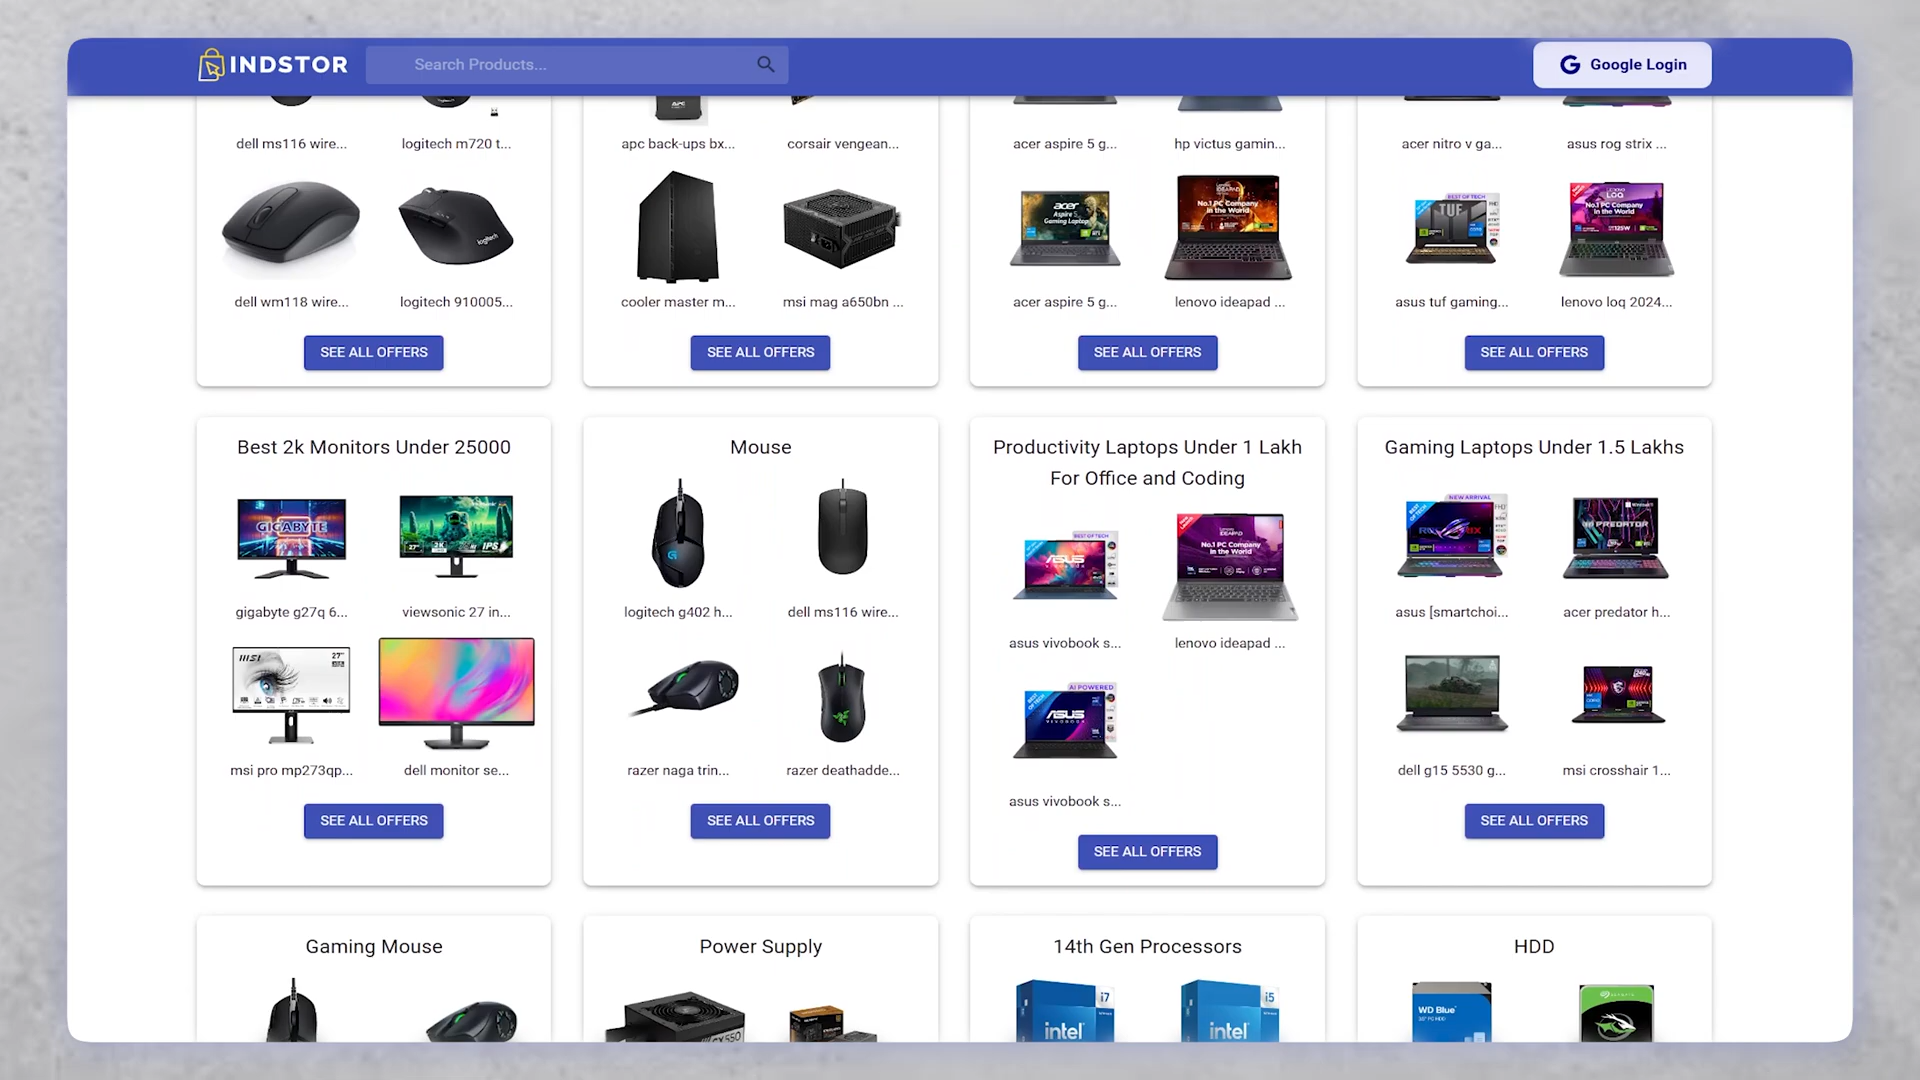 INDSTOR
Search Products...
Google Login
dell ms116 wire...
logitech m720 t...
apc back-ups bx...
corsair vengean...
acer aspire 5 g...
hp victus gamin...
acer nitro v ga...
asus rog strix ...
dell wm118 wire...
logitech 910005...
cooler master m...
msi mag a650bn ...
acer aspire 5 g...
lenovo ideapad ...
asus tuf gaming...
lenovo loq 2024...
SEE ALL OFFERS
SEE ALL OFFERS
SEE ALL OFFERS
SEE ALL OFFERS
Best 2k Monitors Under 25000
Mouse
Productivity Laptops Under 1 Lakh
For Office and Coding
Gaming Laptops Under 1.5 Lakhs
GIGABYTE
gigabyte g27q 6...
viewsonic 27 in...
logitech g402 h...
dell ms116 wire...
asus vivobook s...
lenovo ideapad ...
asus [smartchoi...
acer predator h...
msi pro mp273qp...
dell monitor se...
razer naga trin...
razer deathadde...
asus vivobook s...
dell g15 5530 g...
msi crosshair 1...
SEE ALL OFFERS
SEE ALL OFFERS
SEE ALL OFFERS
SEE ALL OFFERS
Gaming Mouse
Power Supply
14th Gen Processors
HDD
i7
intel
i5
intel
WD Blue